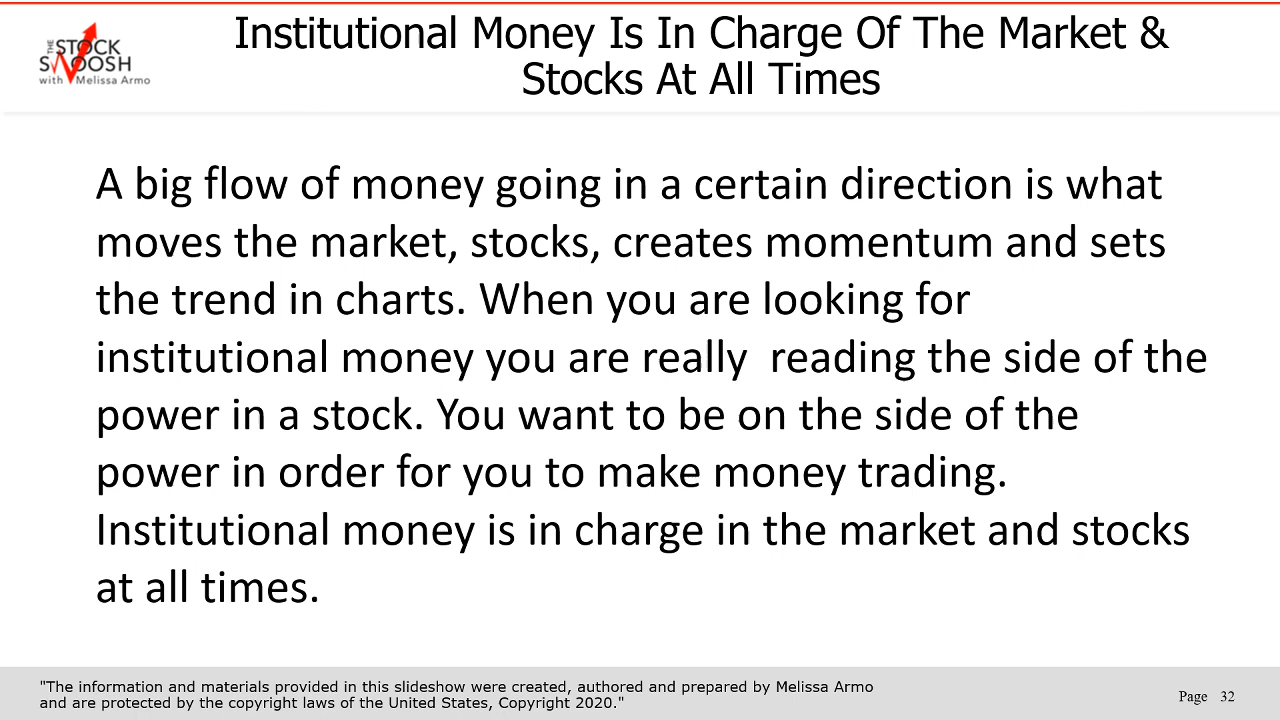 THE STOCK
SWOOSH
with Melissa Armo
Institutional Money Is In Charge Of The Market &
Stocks At All Times
A big flow of money going in a certain direction is what
moves the market, stocks, creates momentum and sets
the trend in charts. When you are looking for
institutional money you are really  reading the side of the
power in a stock. You want to be on the side of the
power in order for you to make money trading.
Institutional money is in charge in the market and stocks
at all times.
"The information and materials provided in this slideshow were created, authored and prepared by Melissa Armo
and are protected by the copyright laws of the United States, Copyright 2020."
Page 32